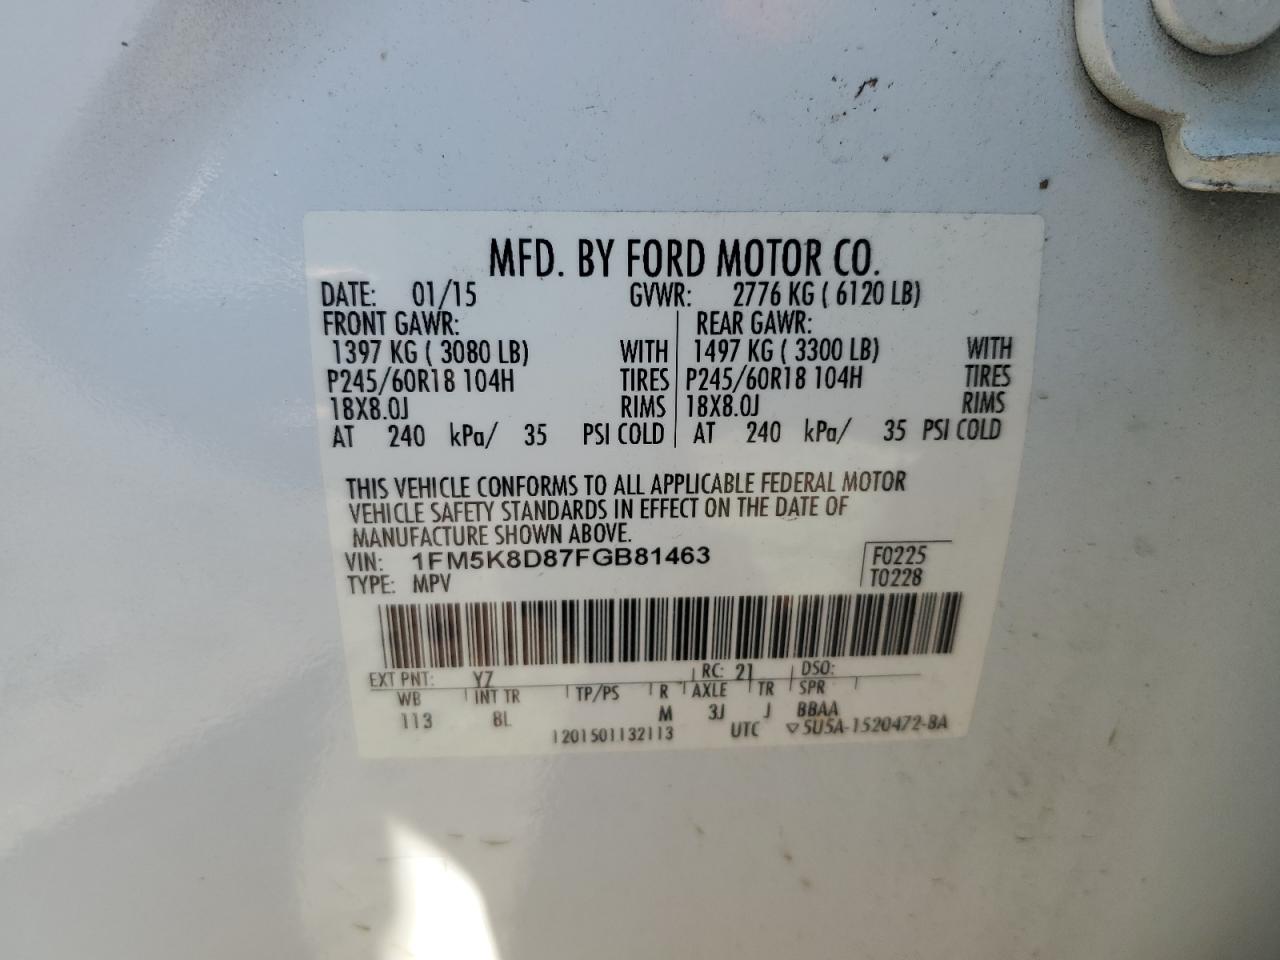 MFD. BY FORD MOTOR CO.
DATE: 01/15 GVWR: 2776 KG ( 6120 LB)
FRONT GAWR: REAR GAWR:
1397 KG ( 3080 LB) WITH 1497 KG ( 3300 LB) WITH
P245/60R18 104H TIRES P245/60R18 104H TIRES
18X8.0J RIMS 18X8.0J RIMS
AT 240 kPa/ 35 PSI COLD AT 240 kPa/ 35 PSI COLD
THIS VEHICLE CONFORMS TO ALL APPLICABLE FEDERAL MOTOR
VEHICLE SAFETY STANDARDS IN EFFECT ON THE DATE OF
MANUFACTURE SHOWN ABOVE.
VIN: 1FM5K8D87FGB81463 F0225
TYPE: MPV T0228
EXT PNT: YZ RC: 21 DSO:
WB INT TR TP/PS R AXLE TR SPR
113 8L M 3J J BBAA
1201501132113 UTC ▽5U5A-1520472-BA